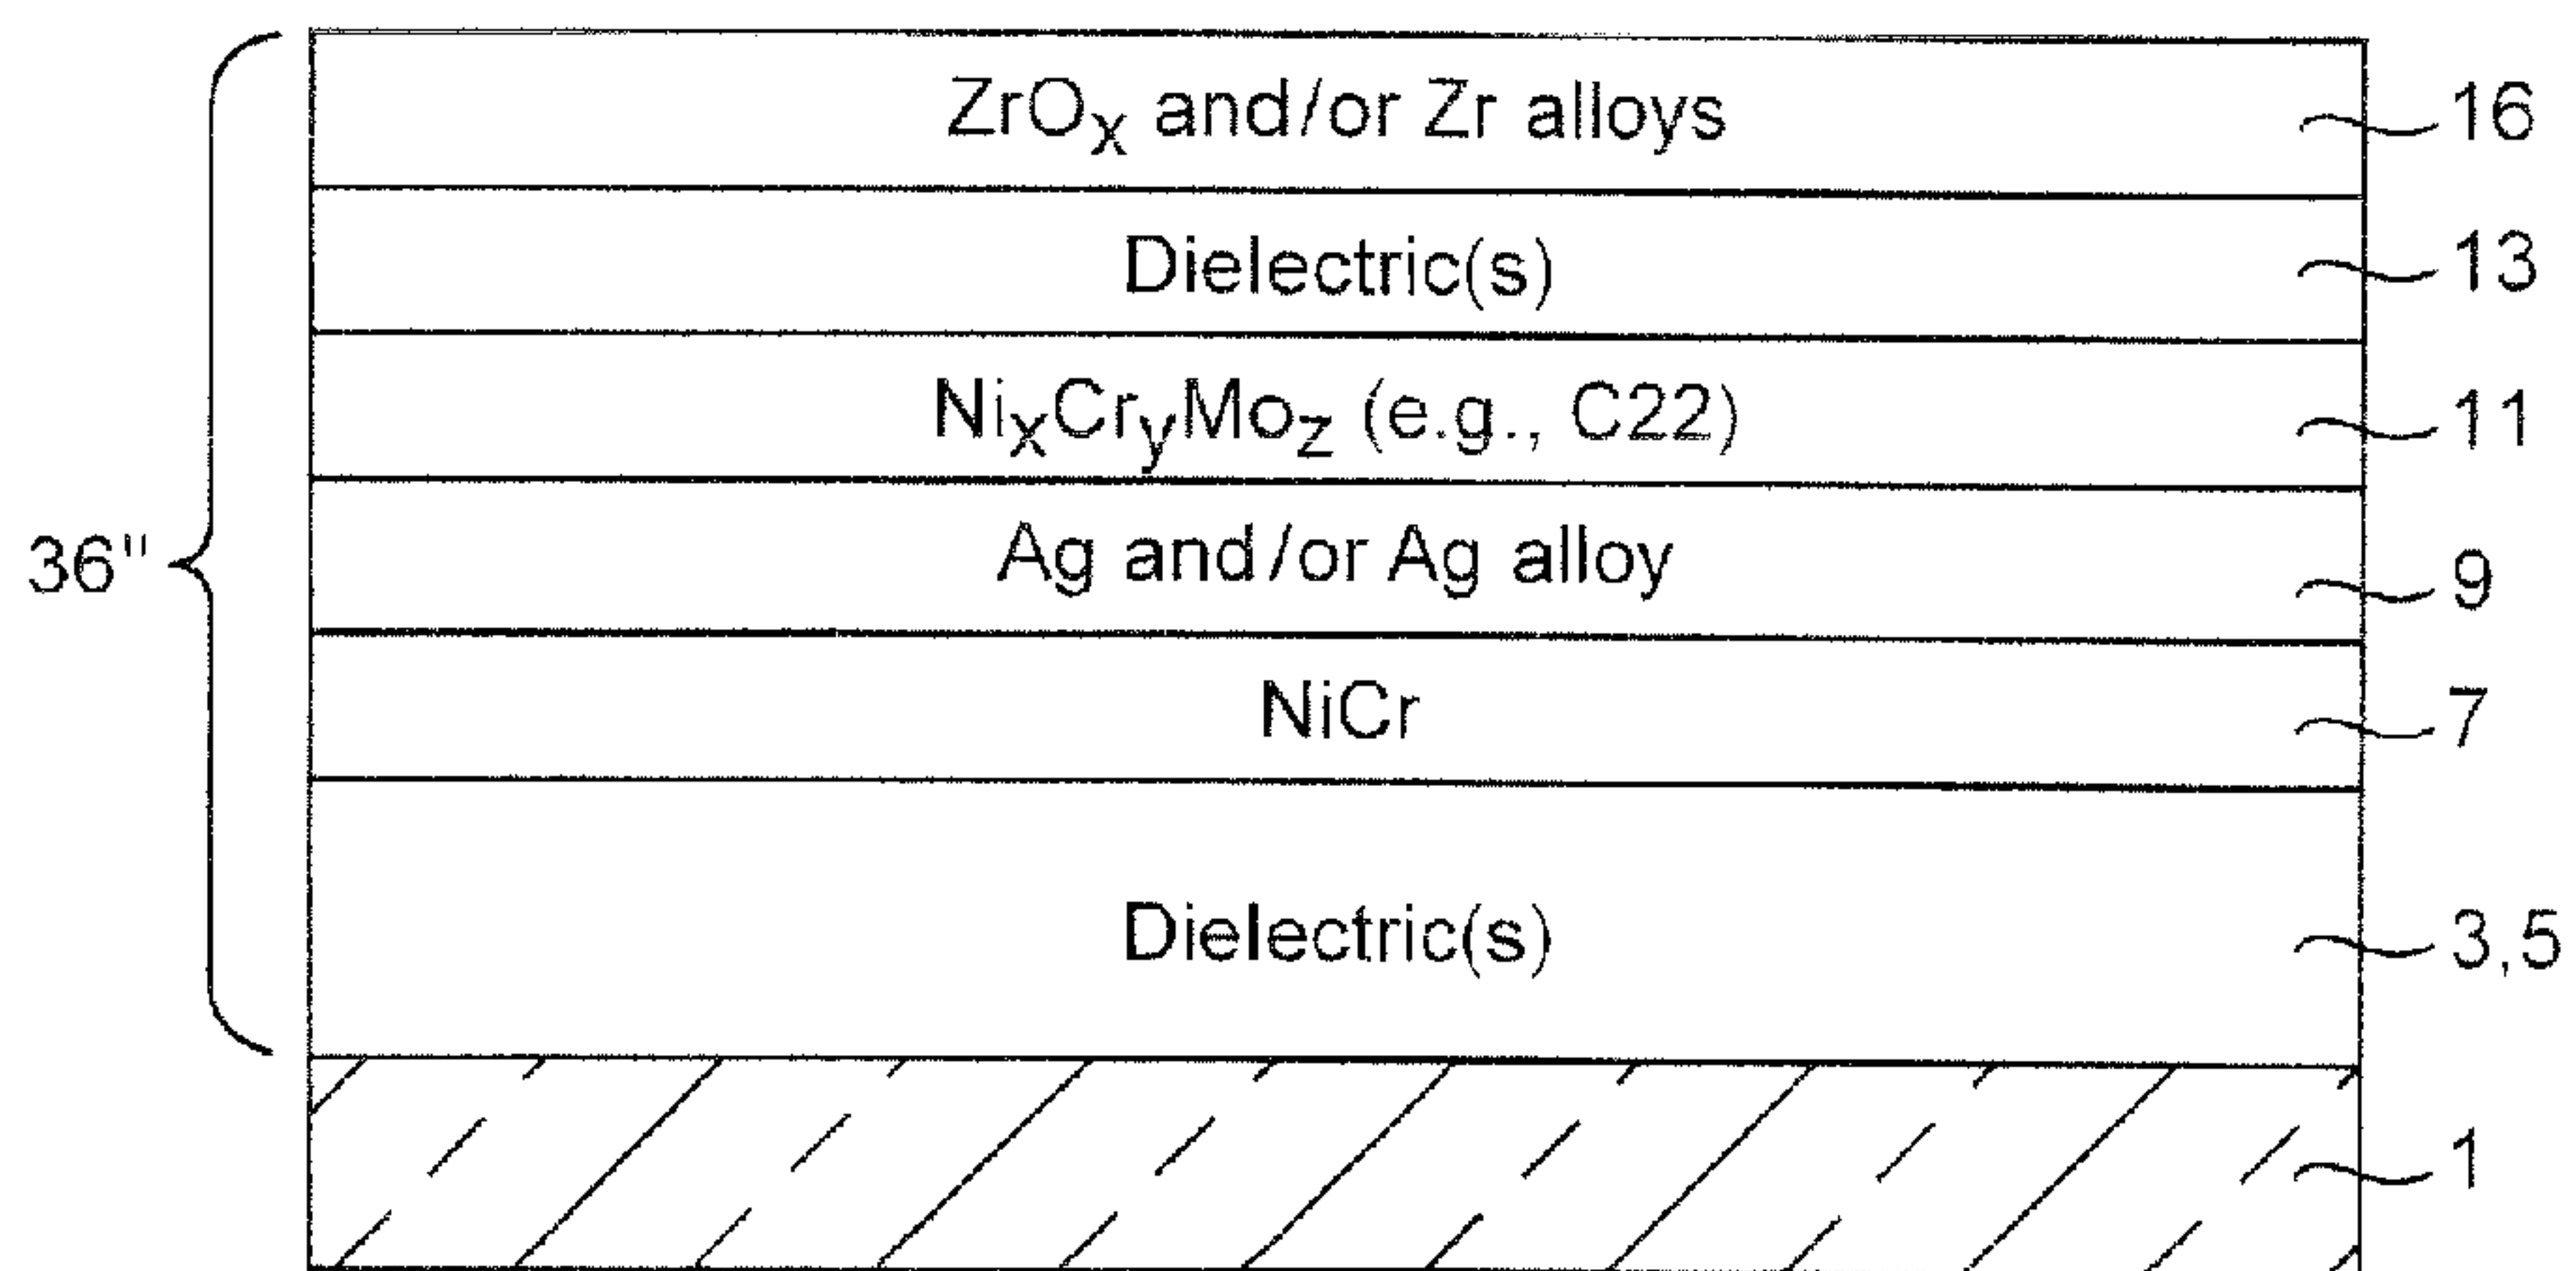 ZrOx and/or Zr alloys 16
Dielectric(s) 13
NixCryMoz (e.g., C22) 11
Ag and/or Ag alloy 9
36"
NiCr 7
Dielectric(s) 3,5
1